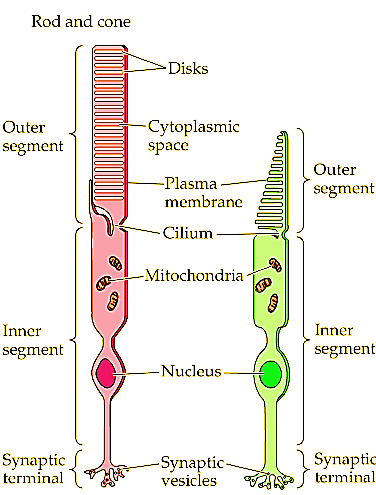 Rod and cone
Disks
Outer
segment
Cytoplasmic
space
Outer
segment
Plasma
membrane
Cilium
Mitochondria
Inner
segment
Inner
segment
Nucleus
Synaptic
terminal
Synaptic
vesicles
Synaptic
terminal